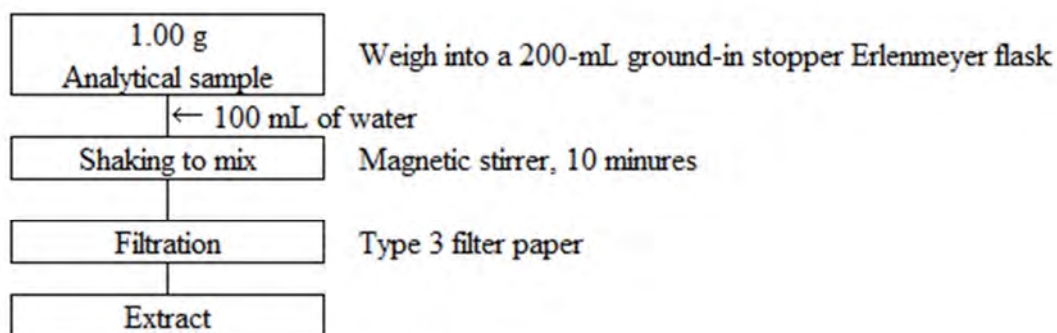 1.00 g
Analytical sample
Weigh into a 200-mL ground-in stopper Erlenmeyer flask
← 100 mL of water
Shaking to mix
Magnetic stirrer, 10 minures
Filtration
Type 3 filter paper
Extract